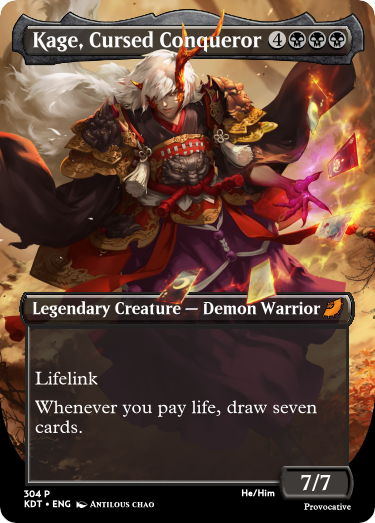 Kage, Cursed Conqueror 4
Legendary Creature — Demon Warrior
Lifelink
Whenever you pay life, draw seven
cards.
7/7
304 P He/Him
KDT • ENG Antilous chao Provocative